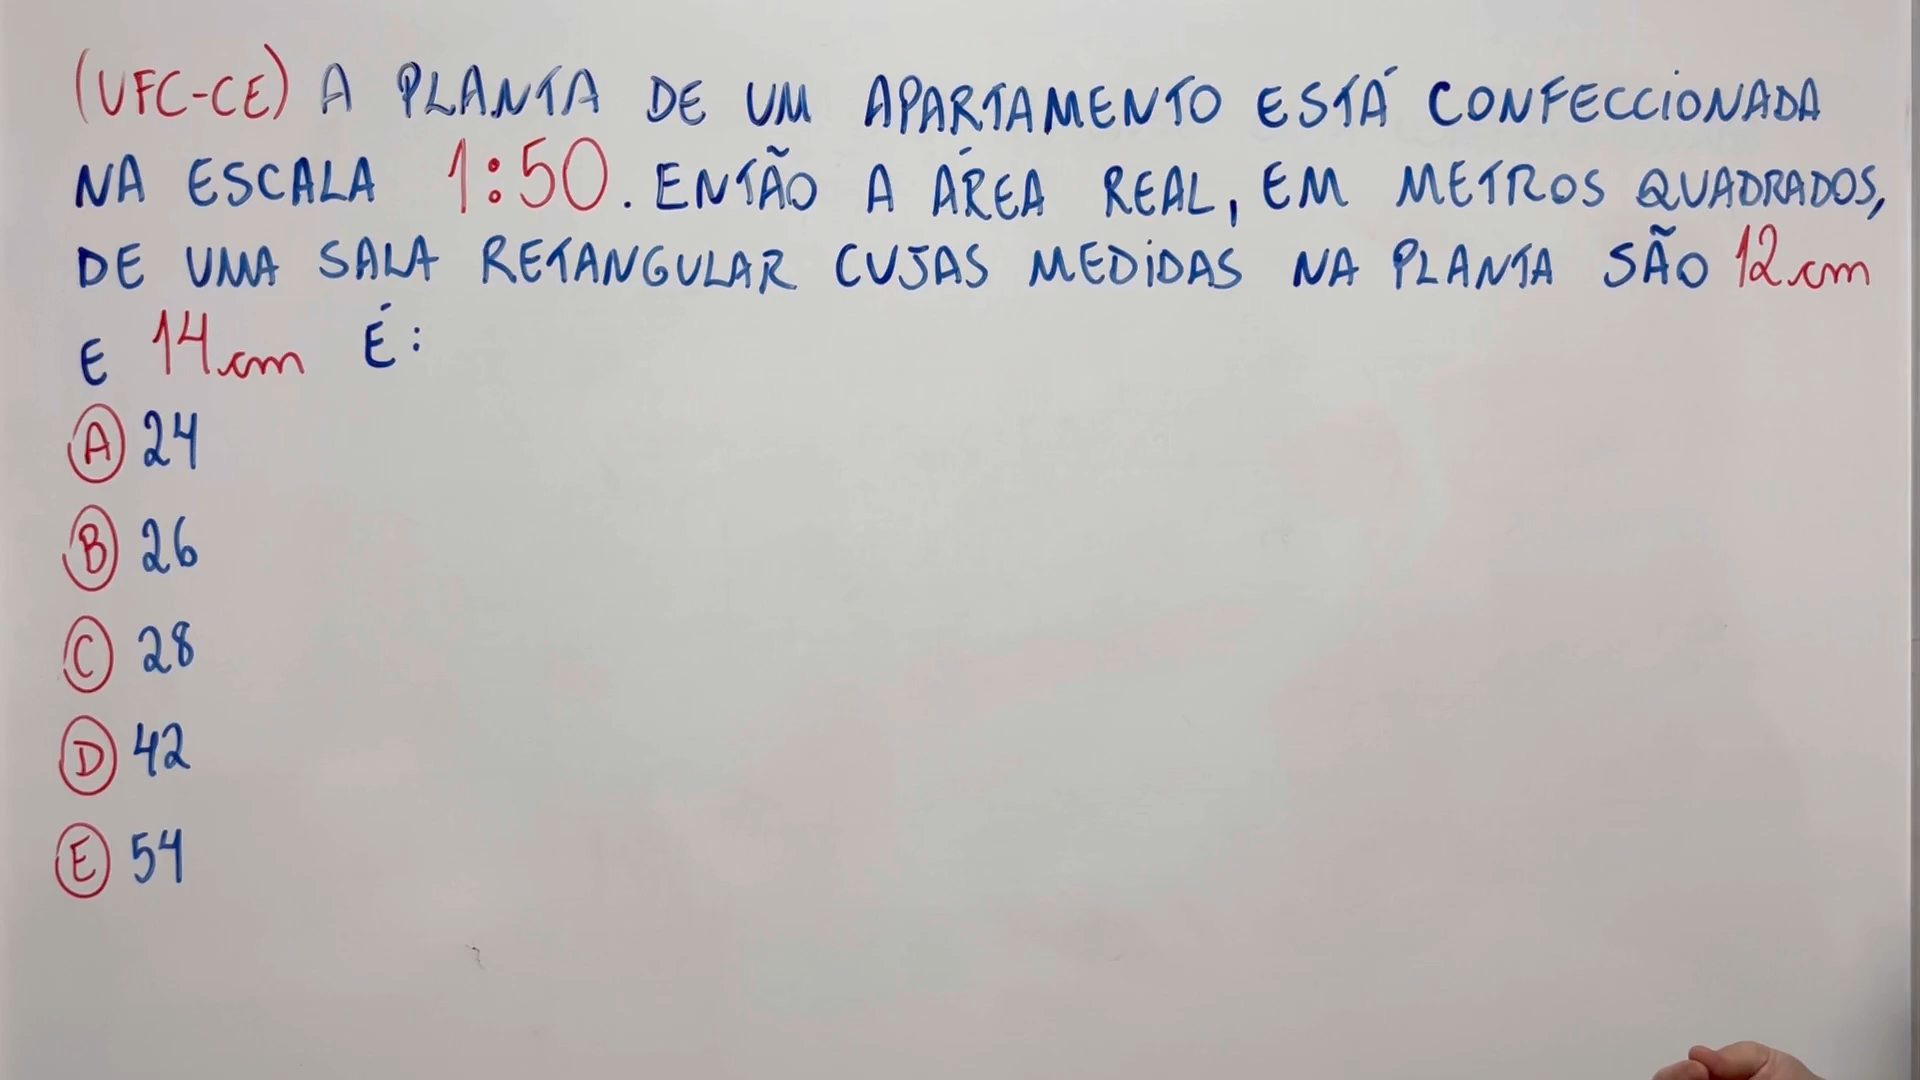 (UFC-CE) A PLANTA DE UM APARTAMENTO ESTÁ CONFECCIONADA
NA ESCALA 1:50. ENTÃO A ÁREA REAL, EM METROS QUADRADOS,
DE UMA SALA RETANGULAR CUJAS MEDIDAS NA PLANTA SÃO 12cm
E 14cm É:
A 24
B 26
C 28
D 42
E 54